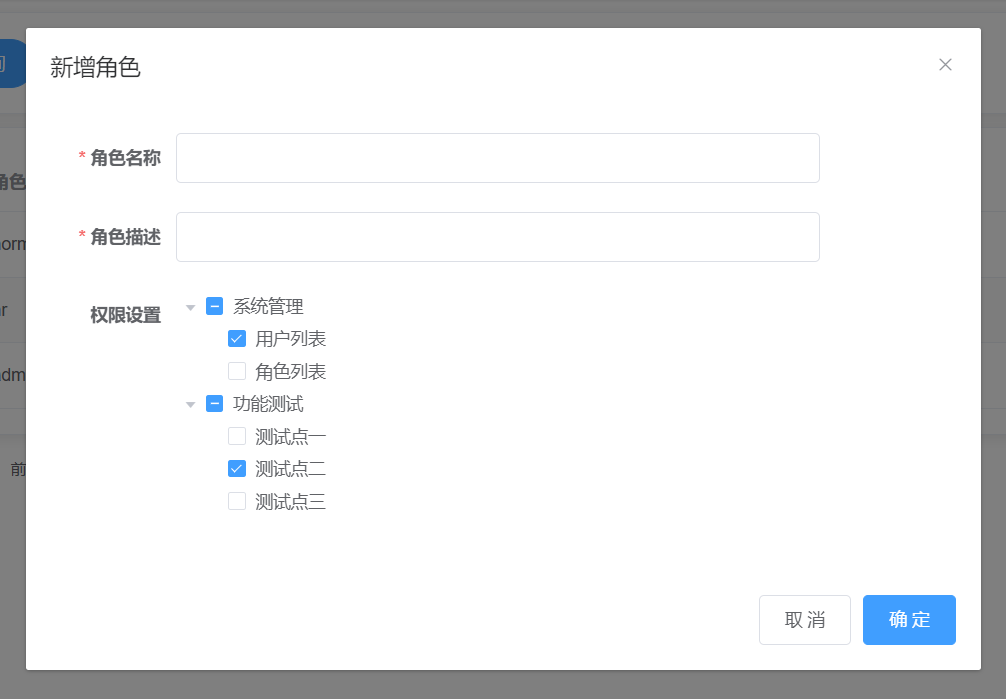 新增角色
* 角色名称
* 角色描述
权限设置
系统管理
用户列表
角色列表
功能测试
测试点一
测试点二
测试点三
取消
确定
角色
norm
r
adm
前